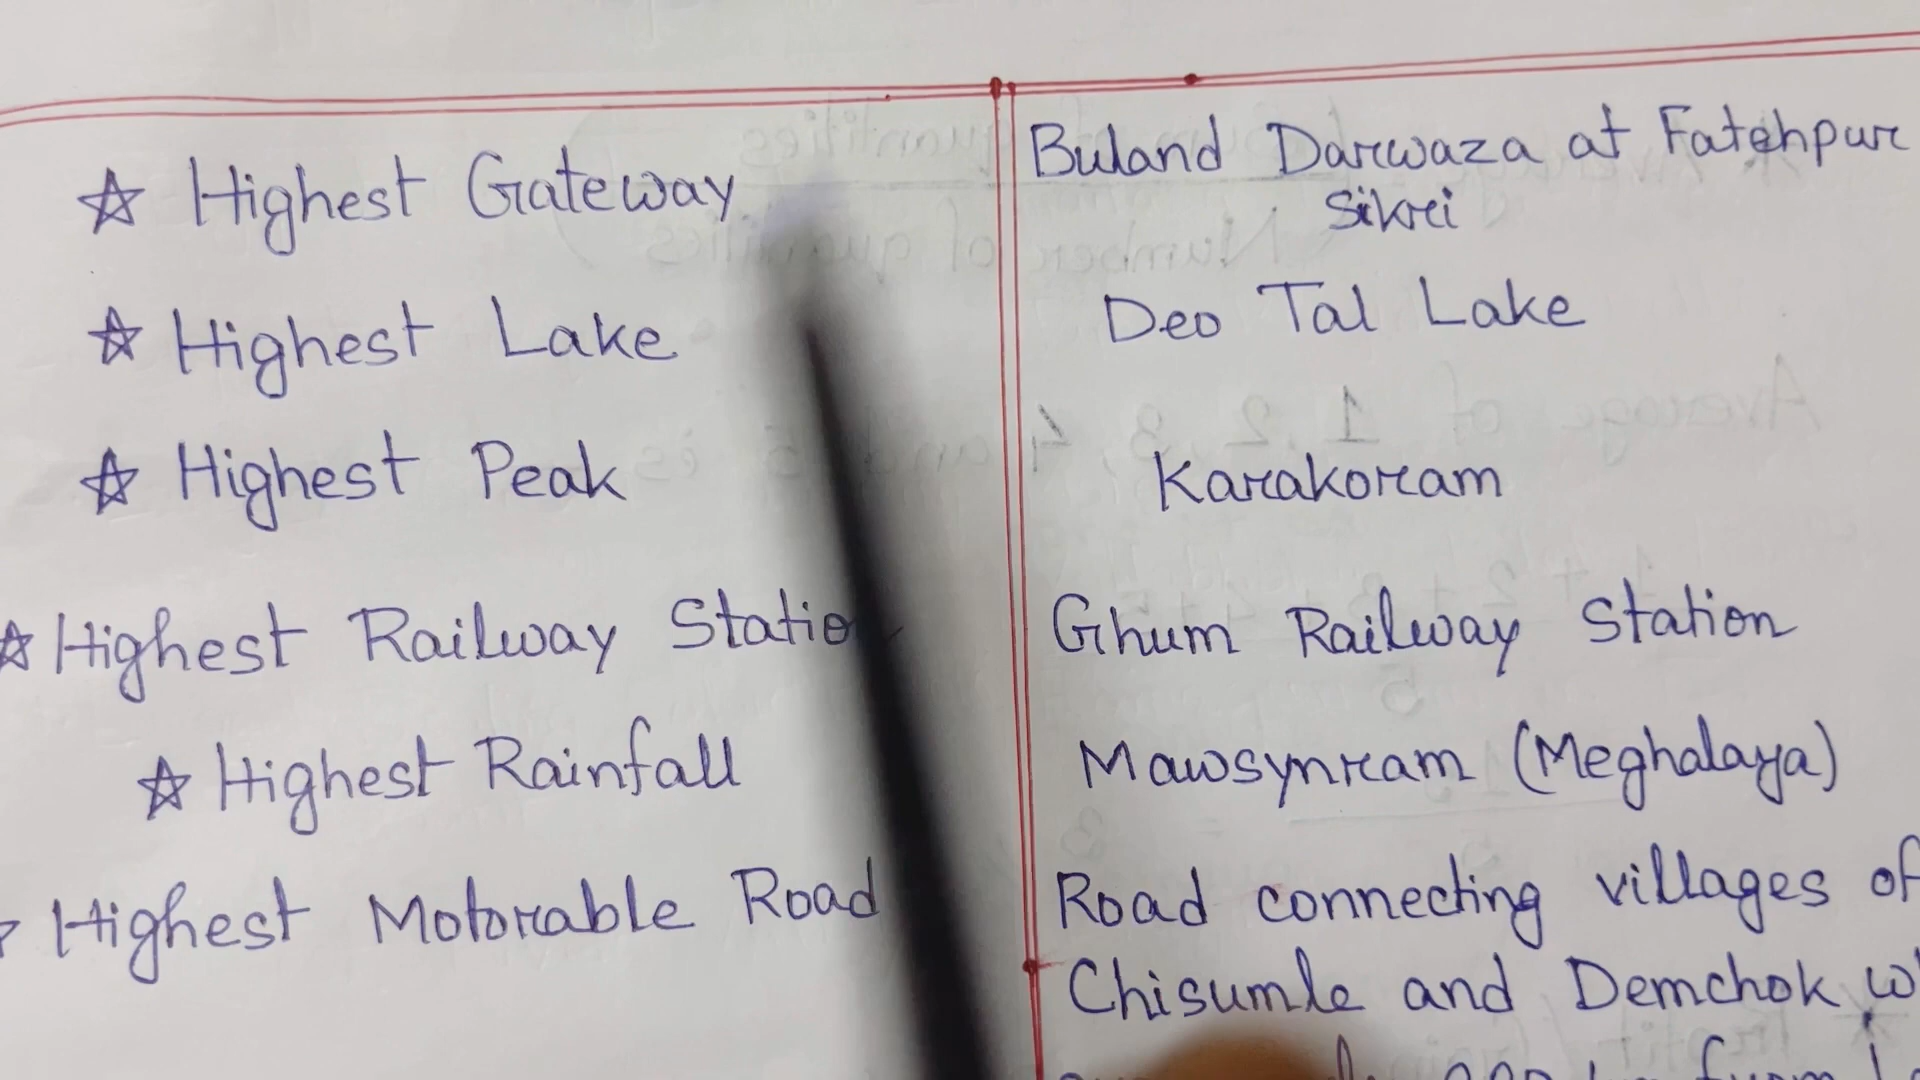 ☆ Highest Gateway
Buland Darwaza at Fatehpur
Sikri
☆ Highest Lake
Deo Tal Lake
☆ Highest Peak
Karakoram
☆ Highest Railway Station
Ghum Railway Station
☆ Highest Rainfall
Mawsynram (Meghalaya)
Highest Motorable Road
Road connecting villages of
Chisumle and Demchok